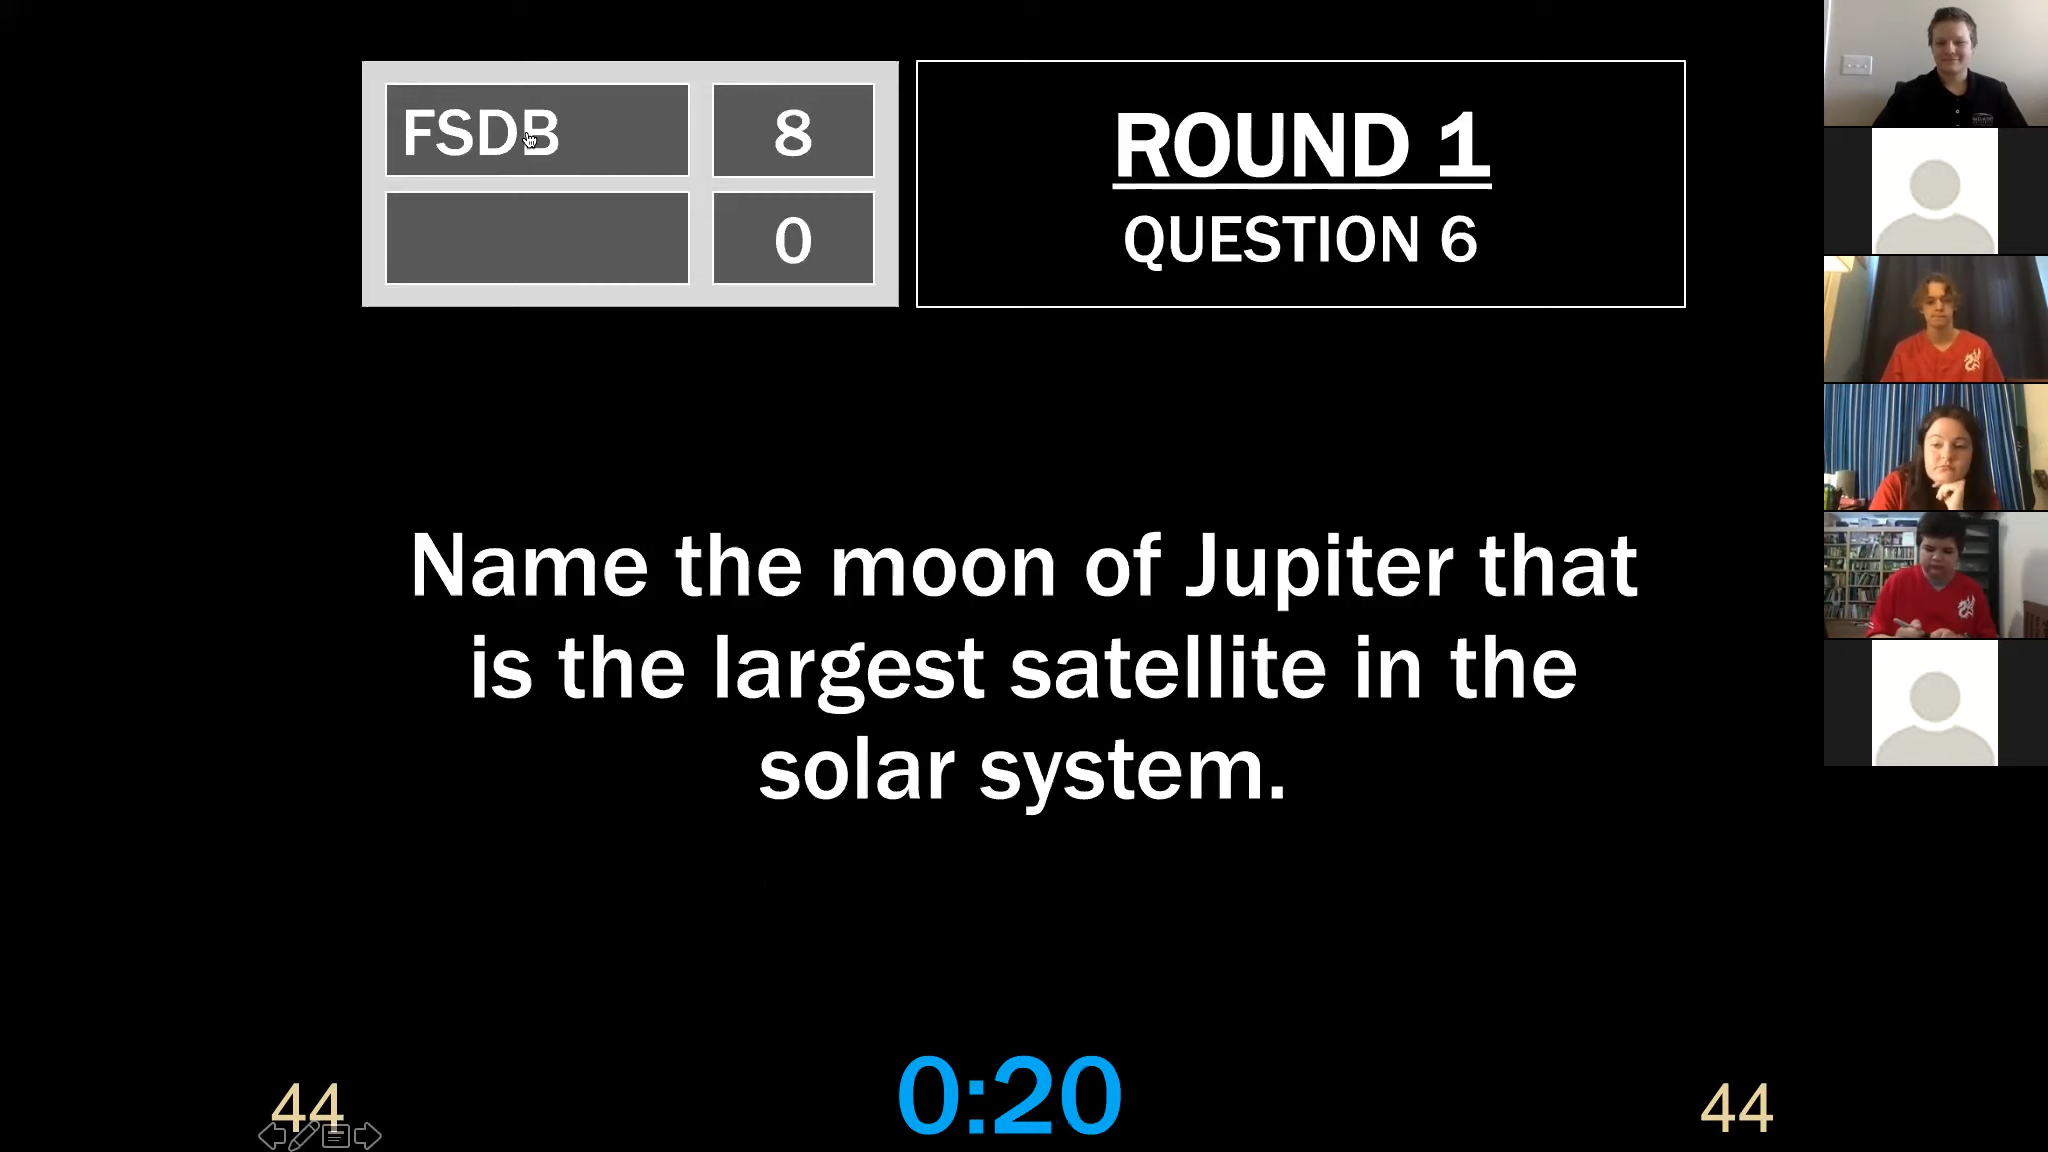 FSDB
8
0
ROUND 1
QUESTION 6
Name the moon of Jupiter that
is the largest satellite in the
solar system.
44
0:20
44